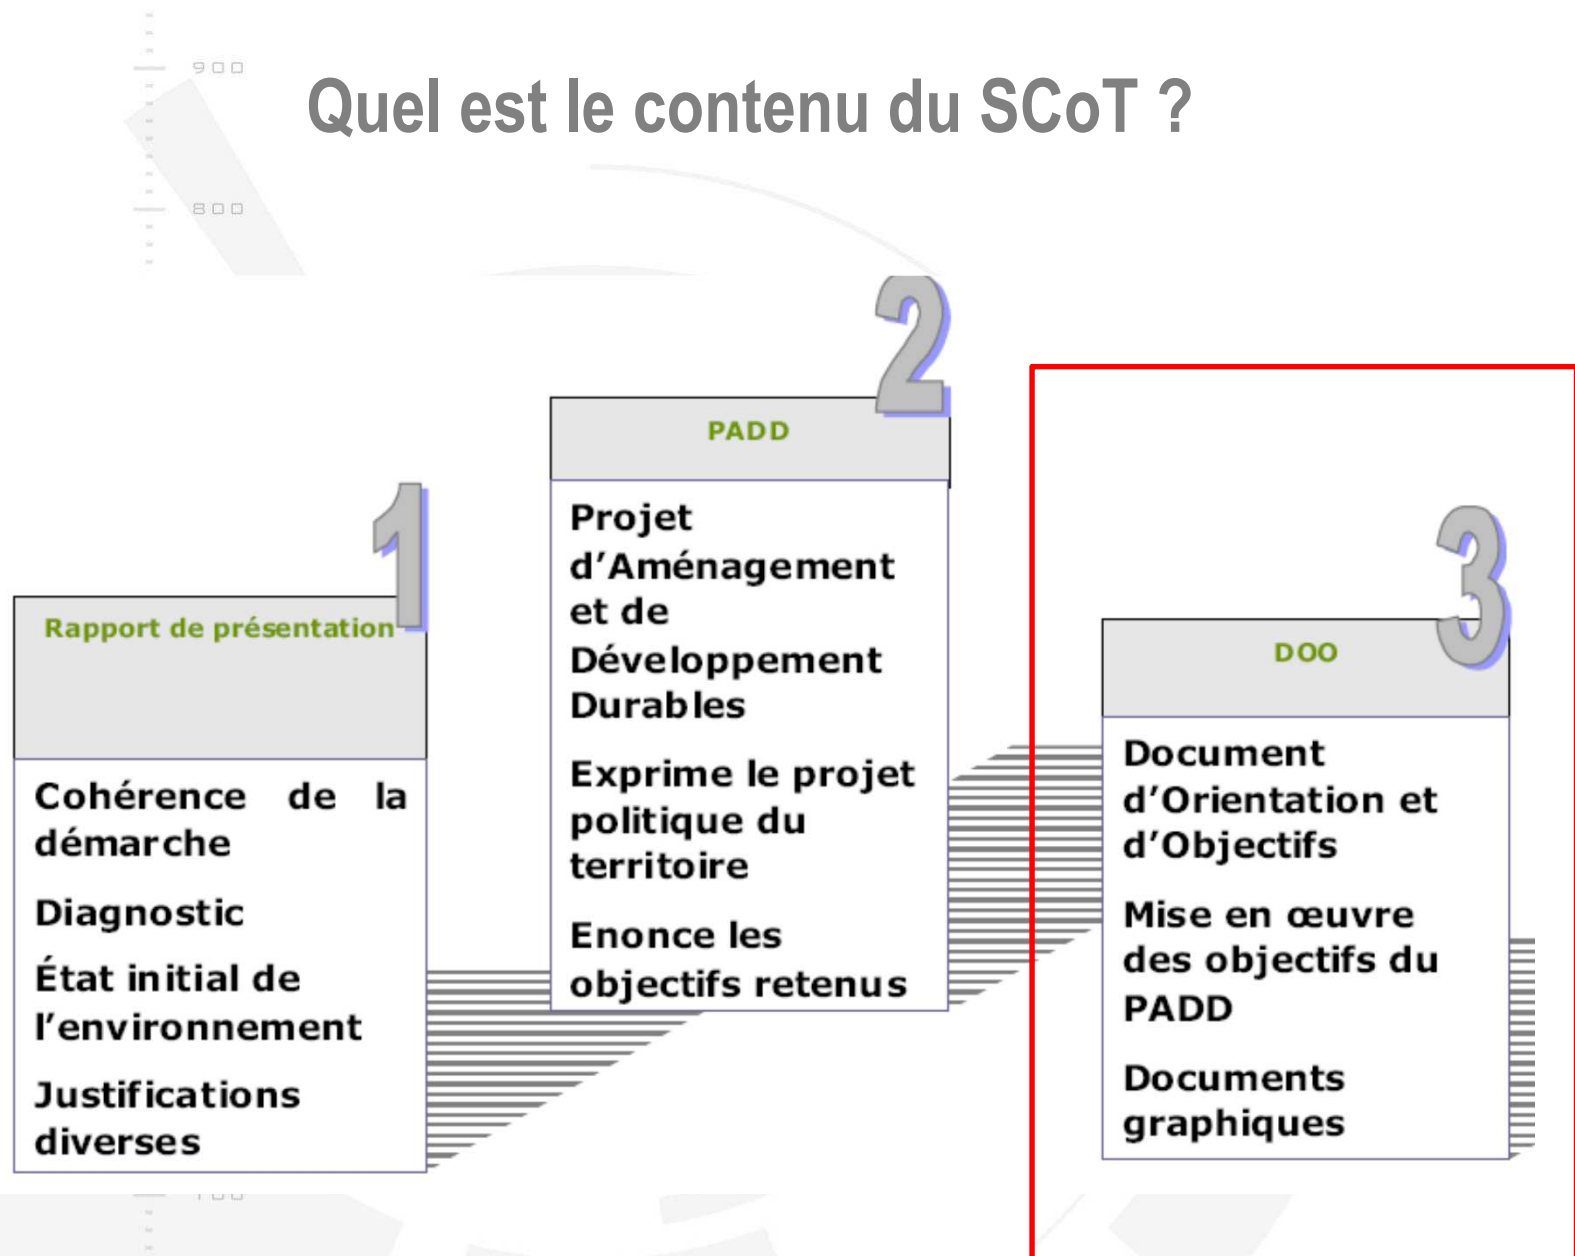 900
Quel est le contenu du SCoT ?
800
1
Rapport de présentation
Cohérence de la
démarche
Diagnostic
État initial de
l’environnement
Justifications
diverses
2
PADD
Projet
d’Aménagement
et de
Développement
Durables
Exprime le projet
politique du
territoire
Enonce les
objectifs retenus
3
DOO
Document
d’Orientation et
d’Objectifs
Mise en œuvre
des objectifs du
PADD
Documents
graphiques